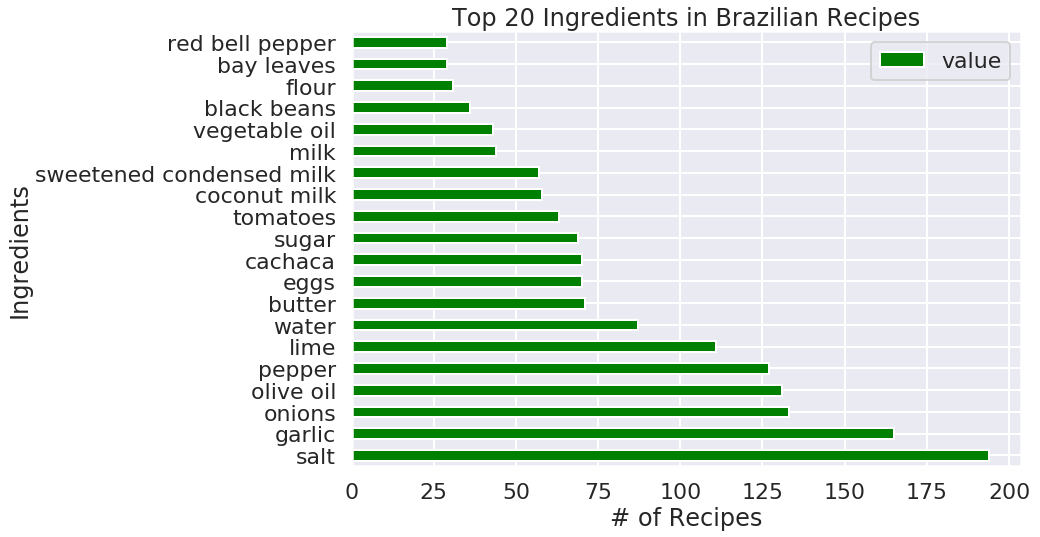 Top 20 Ingredients in Brazilian Recipes
value
Ingredients
red bell pepper
bay leaves
flour
black beans
vegetable oil
milk
sweetened condensed milk
coconut milk
tomatoes
sugar
cachaca
eggs
butter
water
lime
pepper
olive oil
onions
garlic
salt
0 25 50 75 100 125 150 175 200
# of Recipes